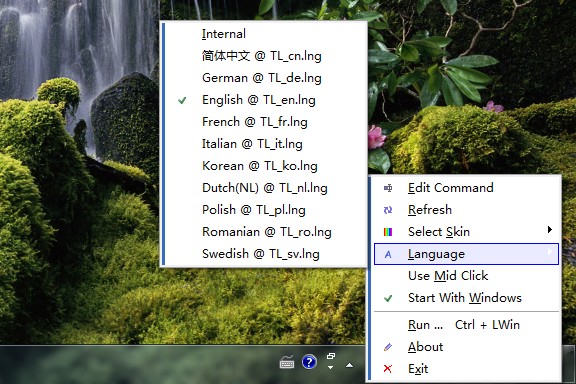 Internal
简体中文 @ TL_cn.lng
German @ TL_de.lng
English @ TL_en.lng
French @ TL_fr.lng
Italian @ TL_it.lng
Korean @ TL_ko.lng
Dutch(NL) @ TL_nl.lng
Polish @ TL_pl.lng
Romanian @ TL_ro.lng
Swedish @ TL_sv.lng
Edit Command
Refresh
Select Skin
Language
Use Mid Click
Start With Windows
Run ... Ctrl + LWin
About
Exit